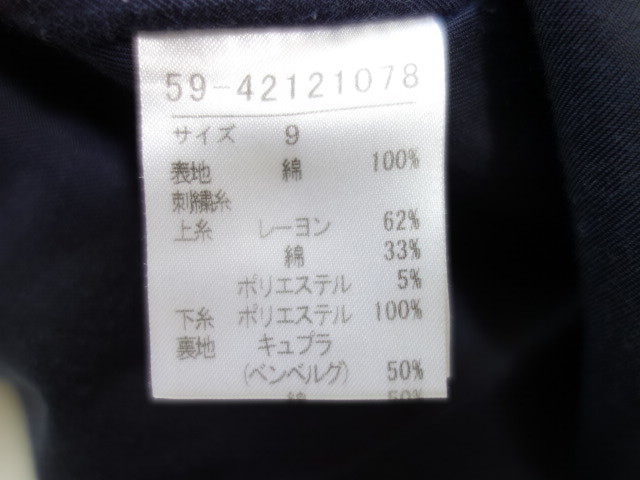 59-42121078
サイズ 9
表地 綿 100%
刺繍糸
上糸 レーヨン 62%
綿 33%
ポリエステル 5%
下糸 ポリエステル 100%
裏地 キュプラ
(ベンベルグ) 50%
綿 50%